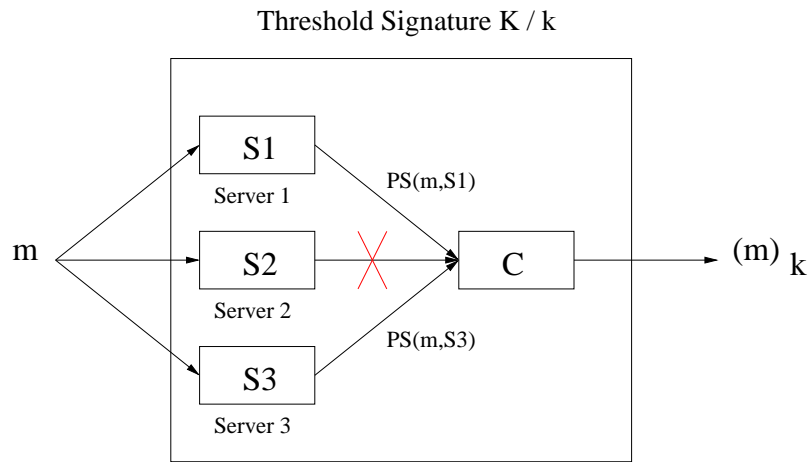 Threshold Signature K / k
S1
Server 1
PS(m,S1)
m
S2
Server 2
C
(m) k
PS(m,S3)
S3
Server 3